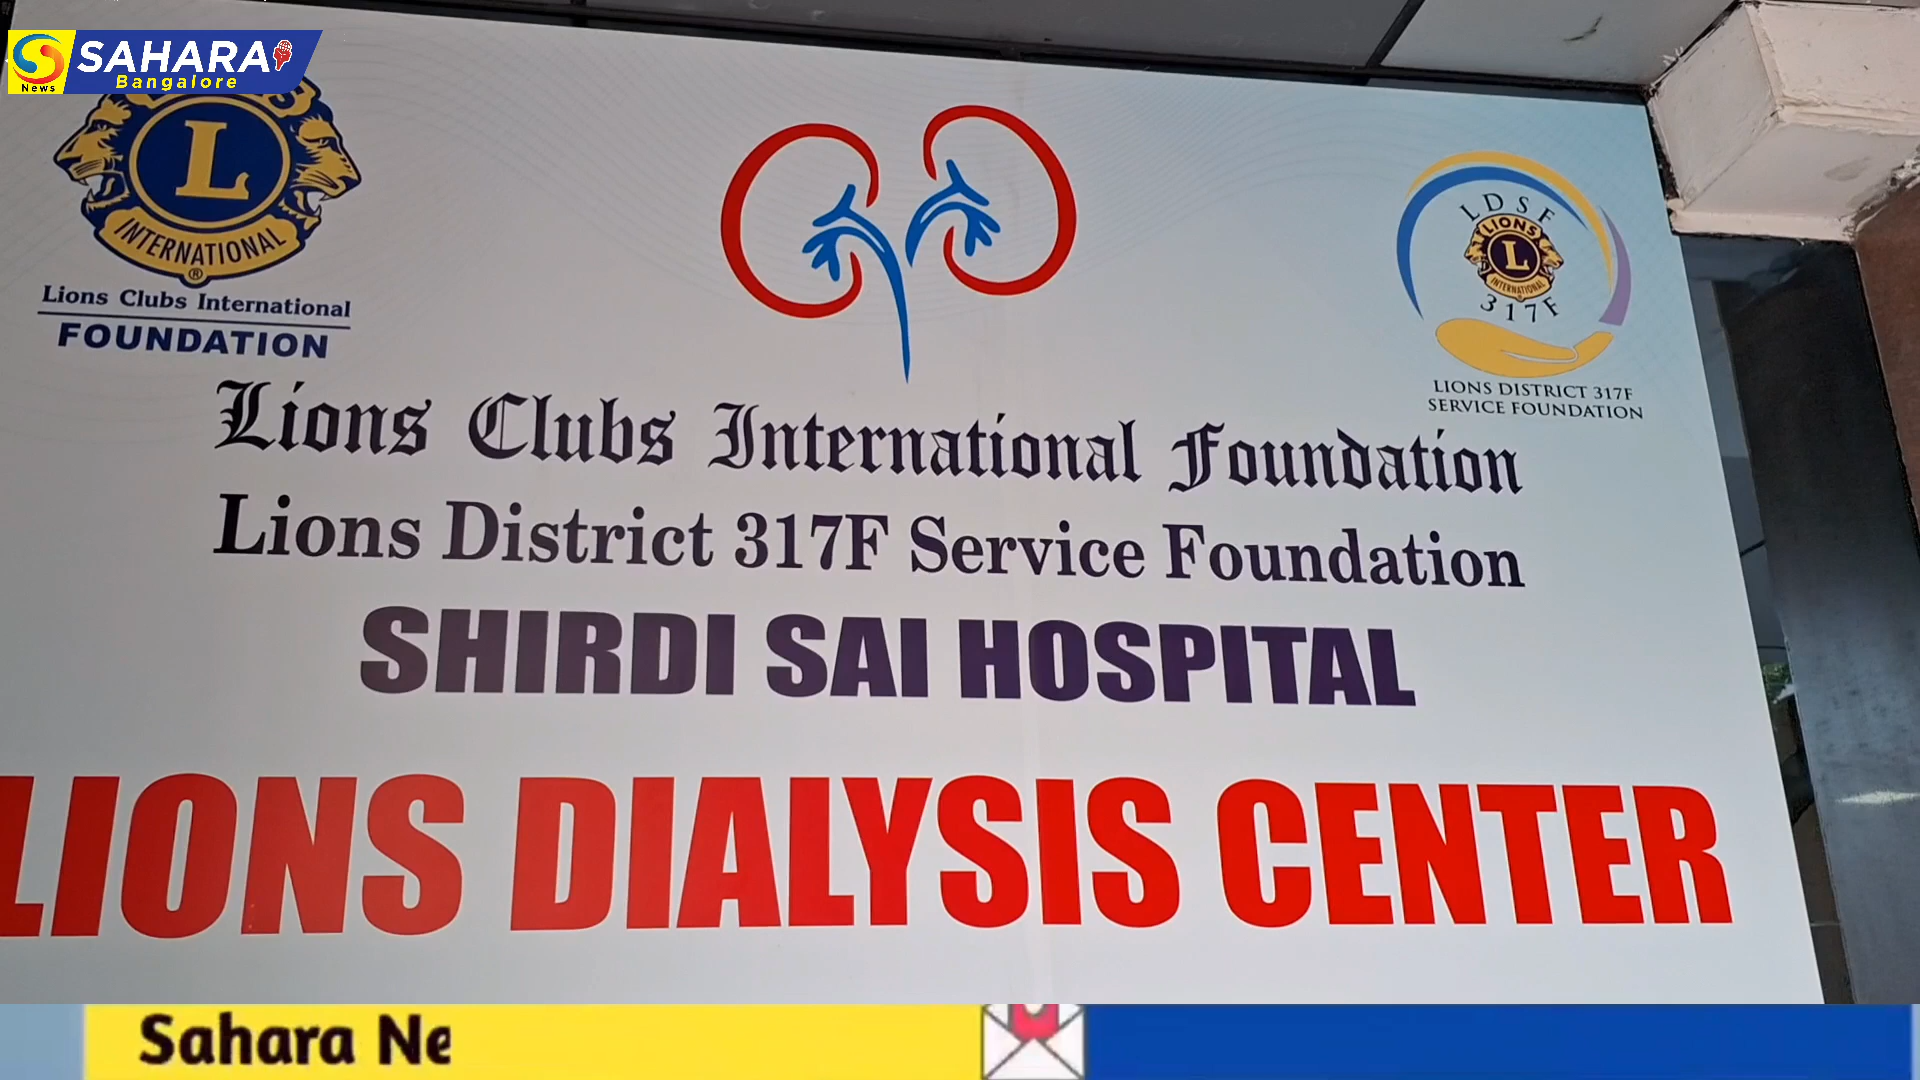 SAHARA
News
Bangalore
L
INTERNATIONAL
®
Lions Clubs International
FOUNDATION
LDSF
LIONS
L
INTERNATIONAL
317F
LIONS DISTRICT 317F
SERVICE FOUNDATION
Lions Clubs International Foundation
Lions District 317F Service Foundation
SHIRDI SAI HOSPITAL
LIONS DIALYSIS CENTER
Sahara Ne